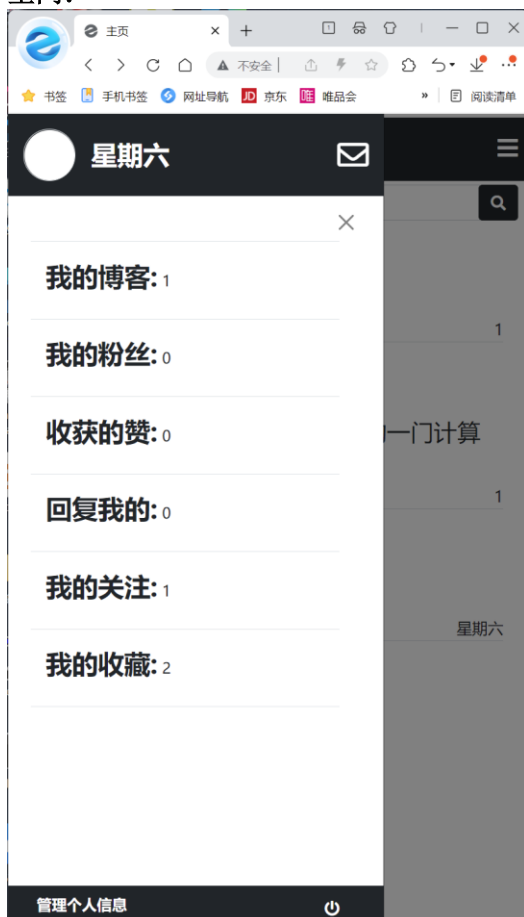 主页
不安全
书签 手机书签 网址导航 JD 京东 唯 唯品会 » 阅读清单
星期六
我的博客: 1
1
我的粉丝: 0
收获的赞: 0
一门计算
1
回复我的: 0
我的关注: 1
星期六
我的收藏: 2
管理个人信息